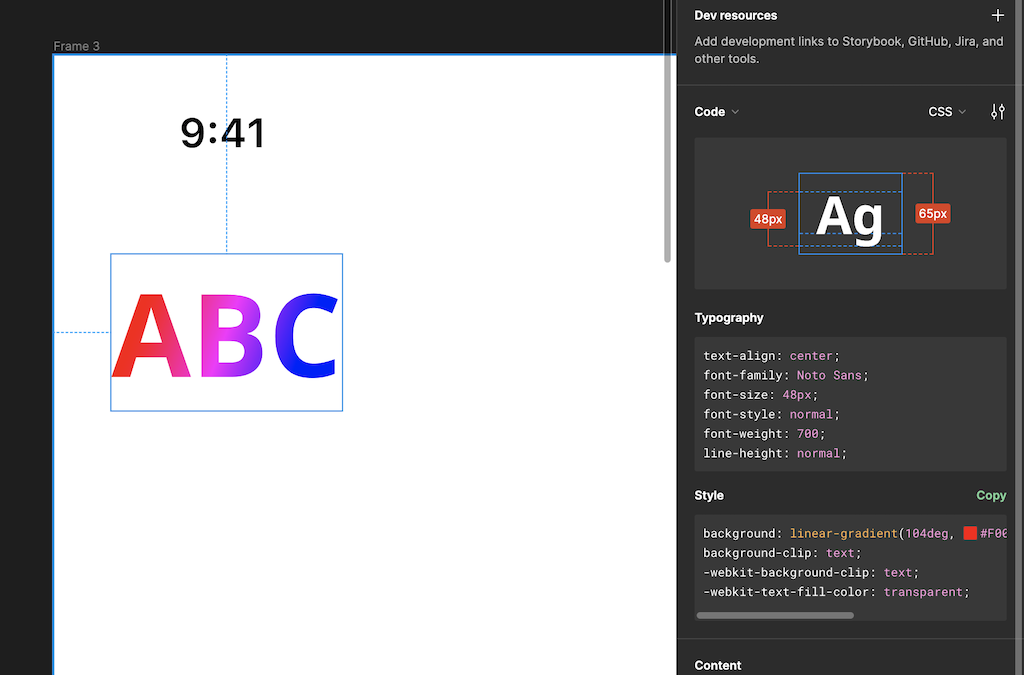 Frame 3
9:41
ABC
Dev resources
Add development links to Storybook, GitHub, Jira, and
other tools.
Code
CSS
48px
Ag
65px
Typography
text-align: center;
font-family: Noto Sans;
font-size: 48px;
font-style: normal;
font-weight: 700;
line-height: normal;
Style
Copy
background: linear-gradient(104deg, #F00
background-clip: text;
-webkit-background-clip: text;
-webkit-text-fill-color: transparent;
Content